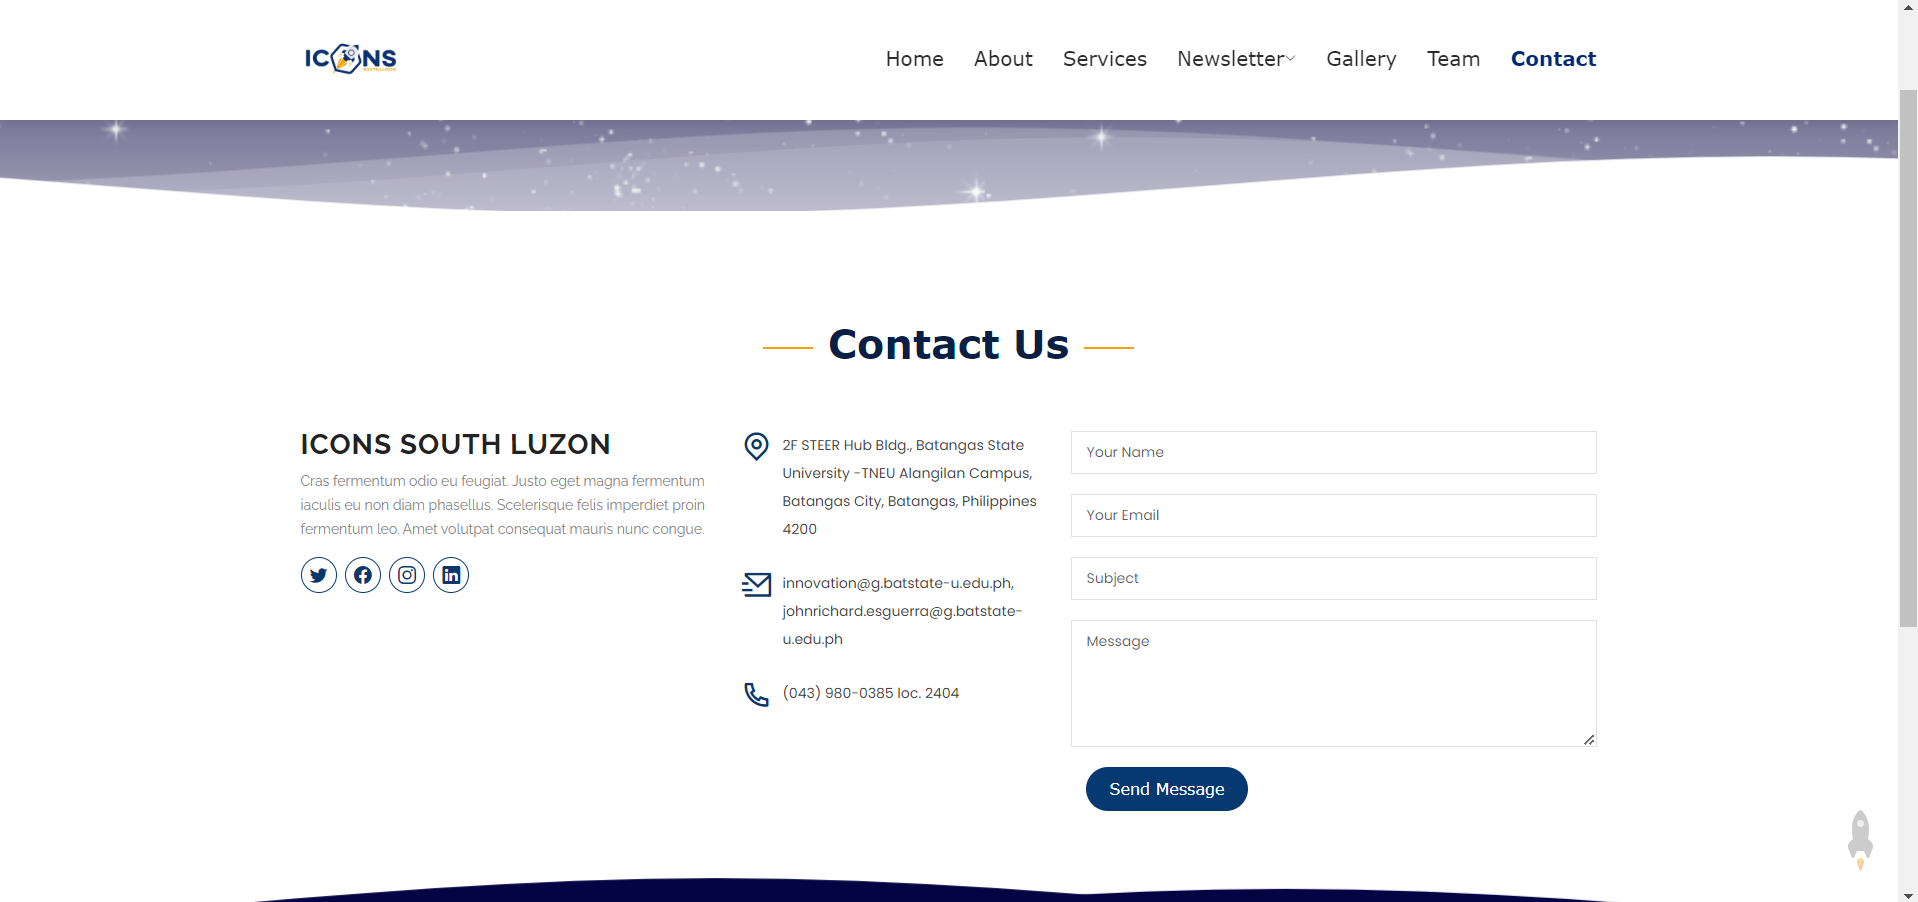 ICONS
SOUTH LUZON
Home About Services Newsletter Gallery Team Contact
Contact Us
ICONS SOUTH LUZON
Cras fermentum odio eu feugiat. Justo eget magna fermentum
iaculis eu non diam phasellus. Scelerisque felis imperdiet proin
fermentum leo. Amet volutpat consequat mauris nunc congue.
2F STEER Hub Bldg., Batangas State
University -TNEU Alangilan Campus,
Batangas City, Batangas, Philippines
4200
innovation@g.batstate-u.edu.ph,
johnrichard.esguerra@g.batstate-
u.edu.ph
(043) 980-0385 loc. 2404
Your Name
Your Email
Subject
Message
Send Message